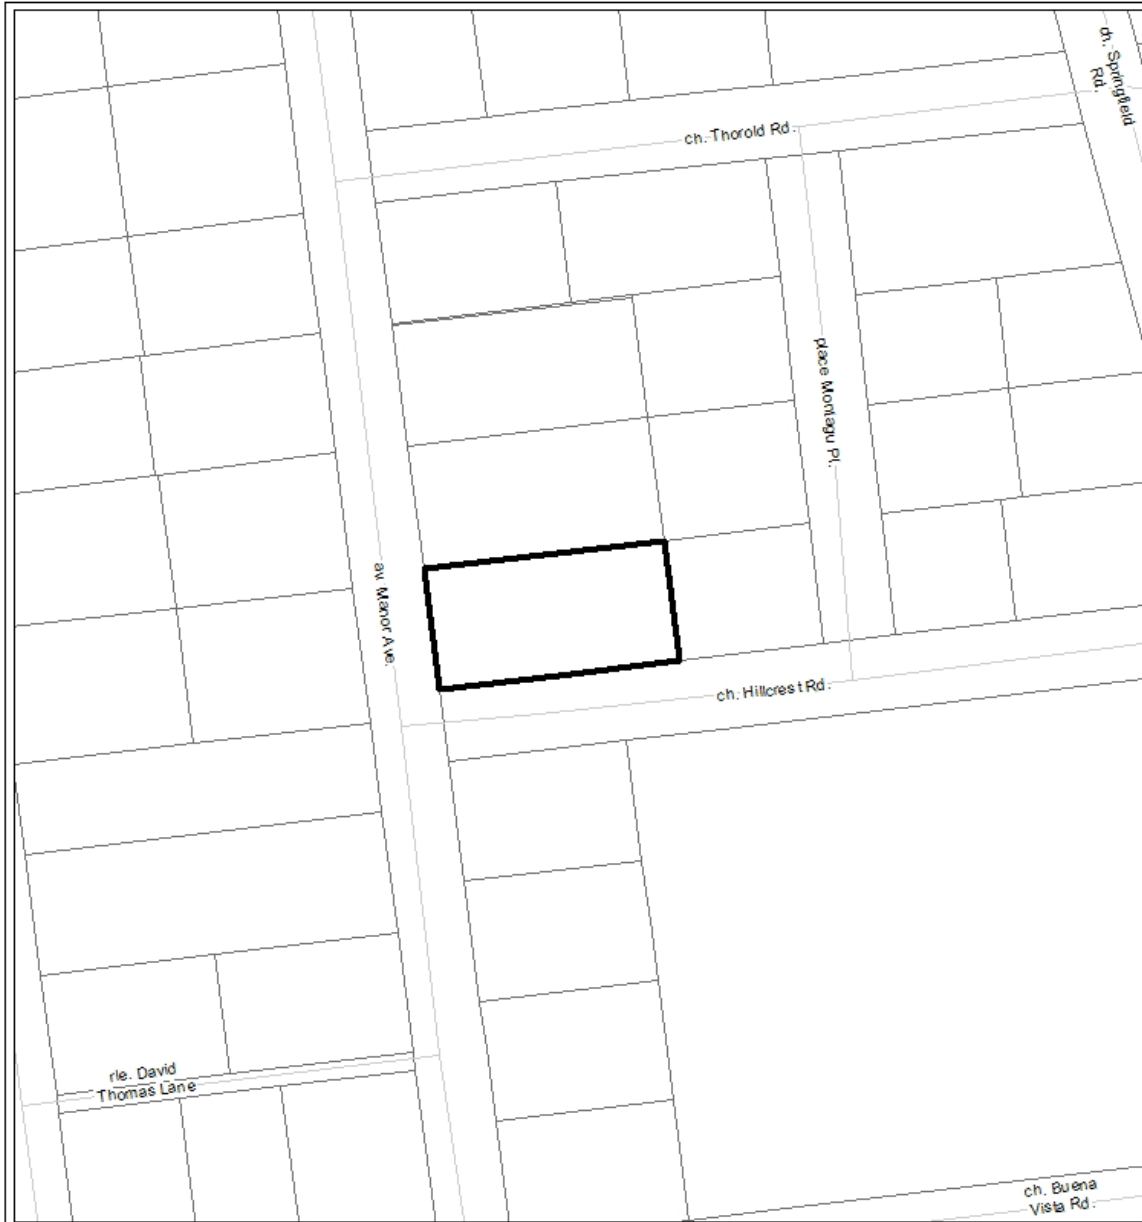 ch. Springfield
Rd.
ch. Thorold Rd.
place Montagu Pl.
av. Manor Ave.
ch. Hillcrest Rd.
rle. David
Thomas Lane
ch. Buena
Vista Rd.